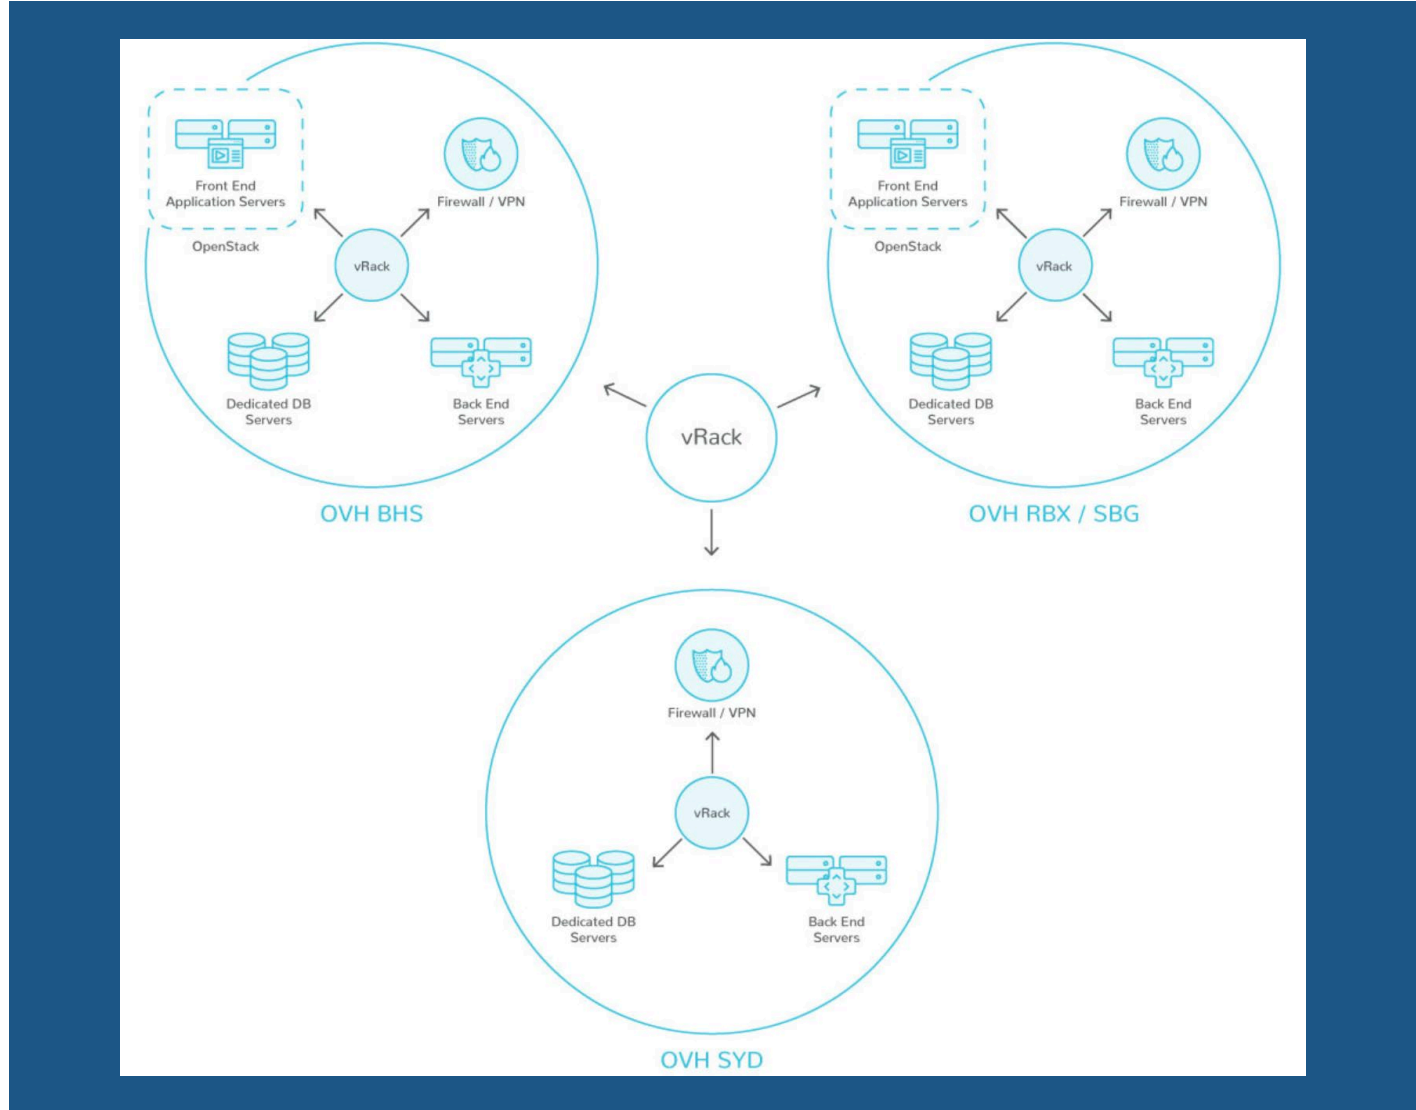 Front End
Application Servers
OpenStack
Firewall / VPN
vRack
Dedicated DB
Servers
Back End
Servers
OVH BHS
Front End
Application Servers
OpenStack
Firewall / VPN
vRack
Dedicated DB
Servers
Back End
Servers
OVH RBX / SBG
vRack
Firewall / VPN
vRack
Dedicated DB
Servers
Back End
Servers
OVH SYD